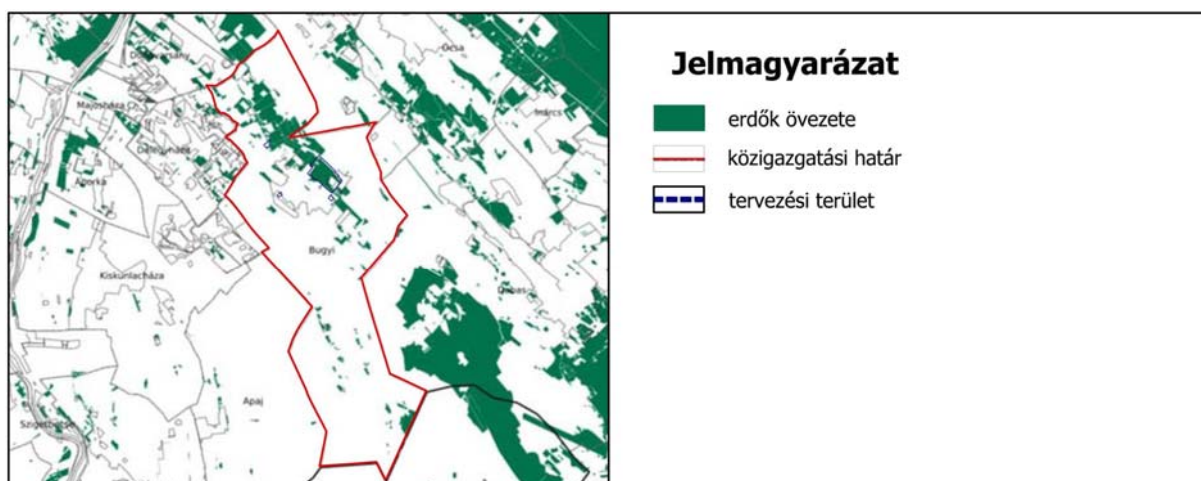 Ócsa
Majosháza
Inárcs
Délegyháza
Áporka
Bugyi
Kiskunlacháza
Dabas
Apaj
Szigetbecse
Jelmagyarázat
erdők övezete
közigazgatási határ
tervezési terület